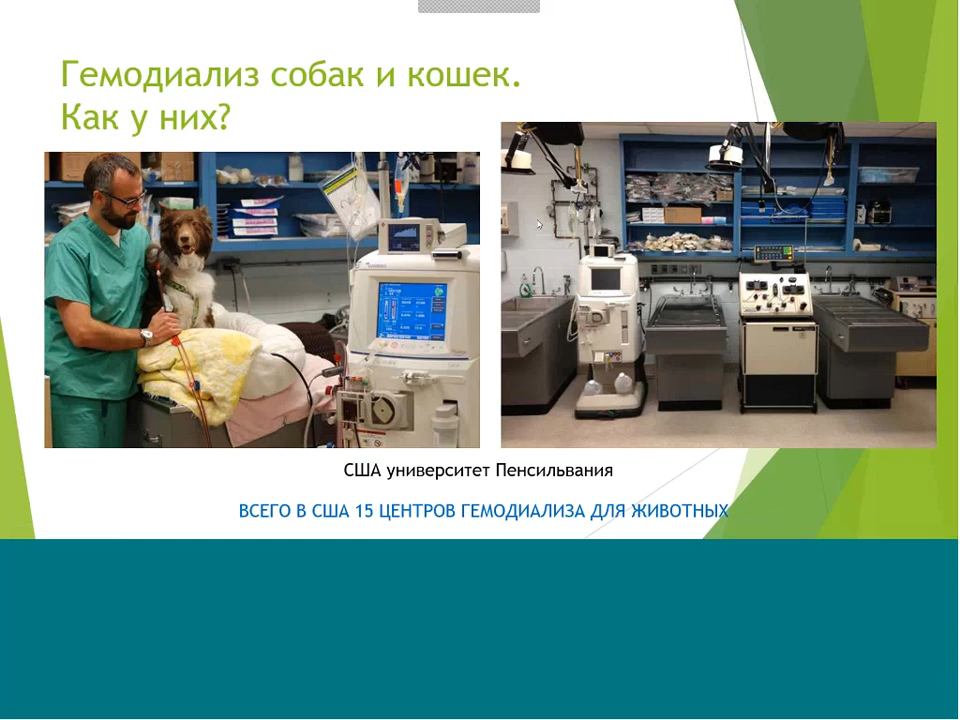 Гемодиализ собак и кошек.
Как у них?
США университет Пенсильвания
ВСЕГО В США 15 ЦЕНТРОВ ГЕМОДИАЛИЗА ДЛЯ ЖИВОТНЫХ